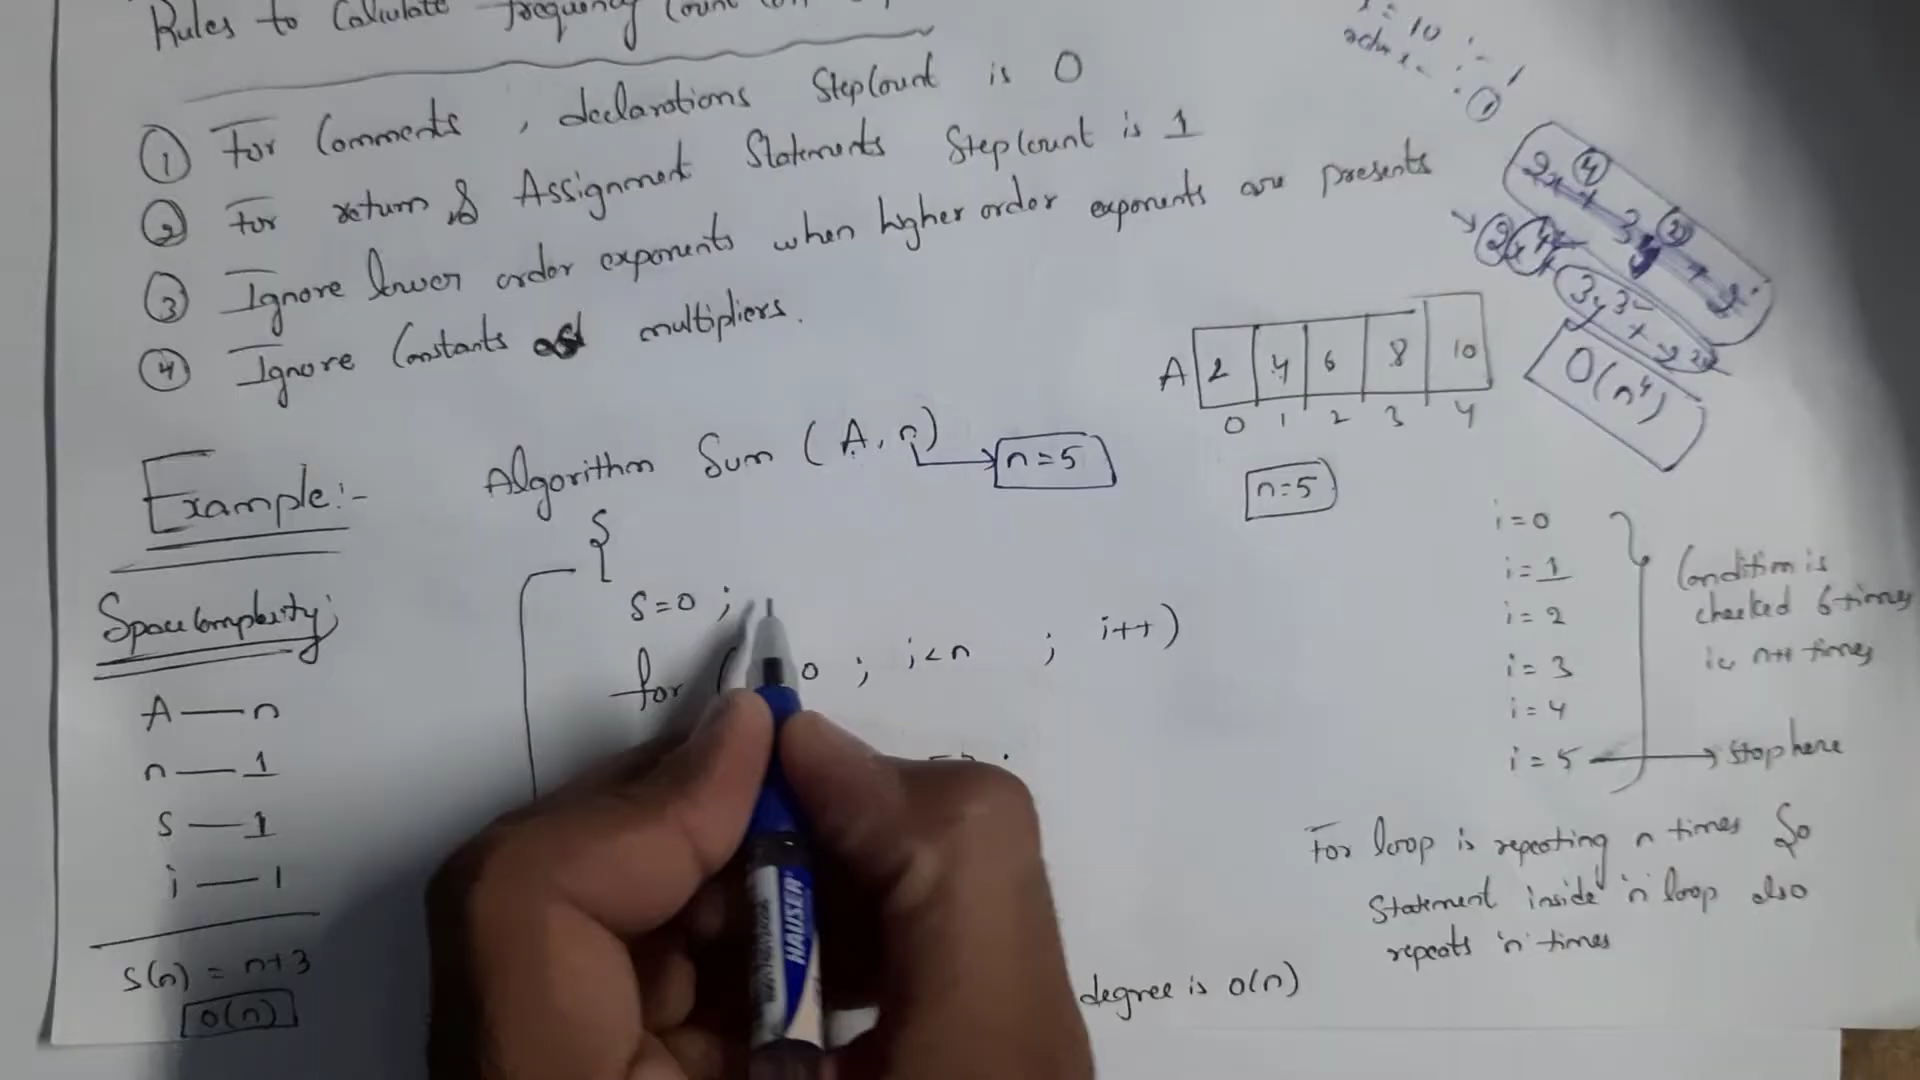 Rules to Calculate frequency Count
① For Comments, declarations StepCount is 0
② For return & Assignment Statements StepCount is 1
③ Ignore lower order exponents when higher order exponents are presents
④ Ignore Constants multipliers.
O(n⁴)
A 2 4 6 8 10
0 1 2 3 4
n=5
Example:-
Algorithm Sum (A, n)
n=5
{
S=0 ;
for ( 0 ; i<n ; i++)
Space Complexity;
A — n
n — 1
S — 1
i — 1
S(n) = n+3
O(n)
i=0
i=1
i=2
i=3
i=4
i=5 → stop here
Condition is
checked 6 times
ie n+1 times
For loop is repeating n times So
Statement inside 'n' loop also
repeats 'n' times
degree is O(n)
HAUSER